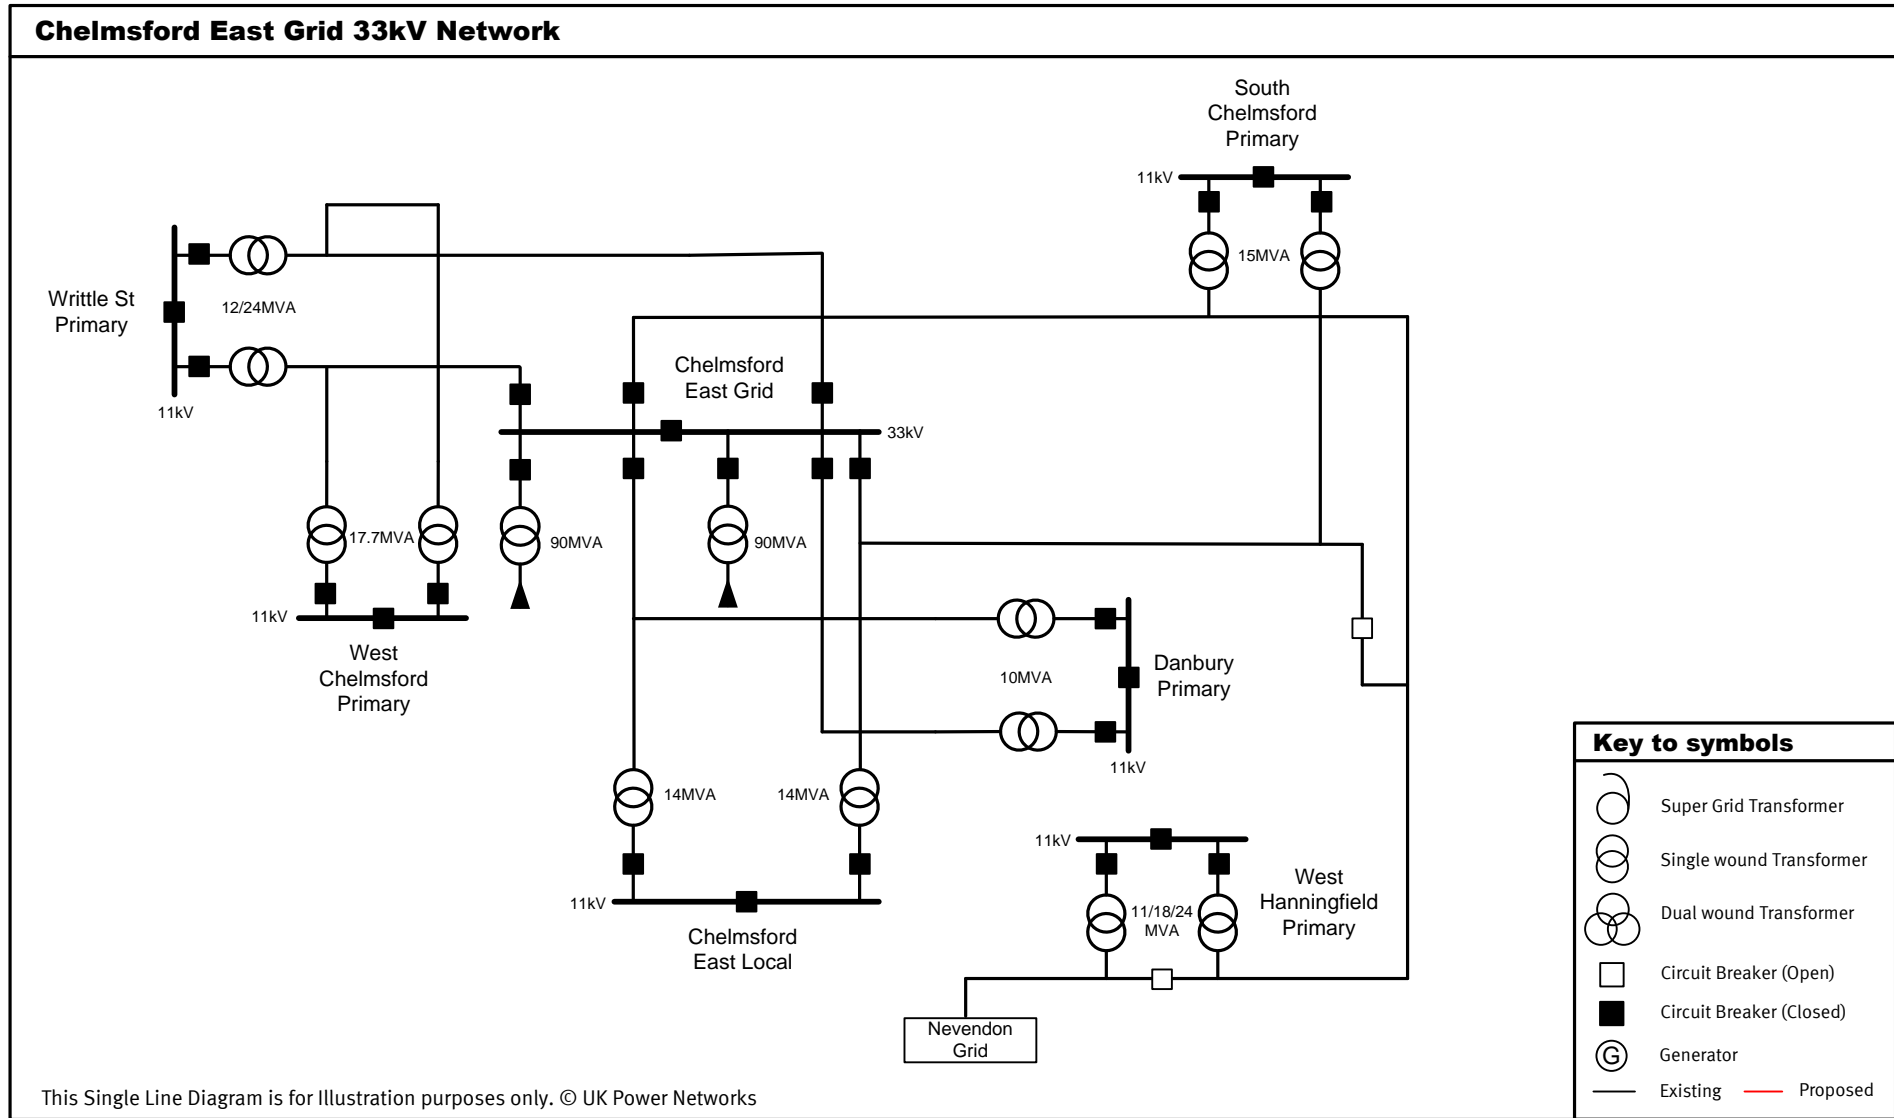 Chelmsford East Grid 33kV Network
South
Chelmsford
Primary
11kV
15MVA
Writtle St
Primary
12/24MVA
11kV
Chelmsford
East Grid
33kV
17.7MVA
90MVA
90MVA
11kV
West
Chelmsford
Primary
10MVA
Danbury
Primary
11kV
14MVA
14MVA
11kV
Chelmsford
East Local
11kV
11/18/24
MVA
West
Hanningfield
Primary
Nevendon
Grid
Key to symbols
Super Grid Transformer
Single wound Transformer
Dual wound Transformer
Circuit Breaker (Open)
Circuit Breaker (Closed)
G Generator
Existing Proposed
This Single Line Diagram is for Illustration purposes only. © UK Power Networks